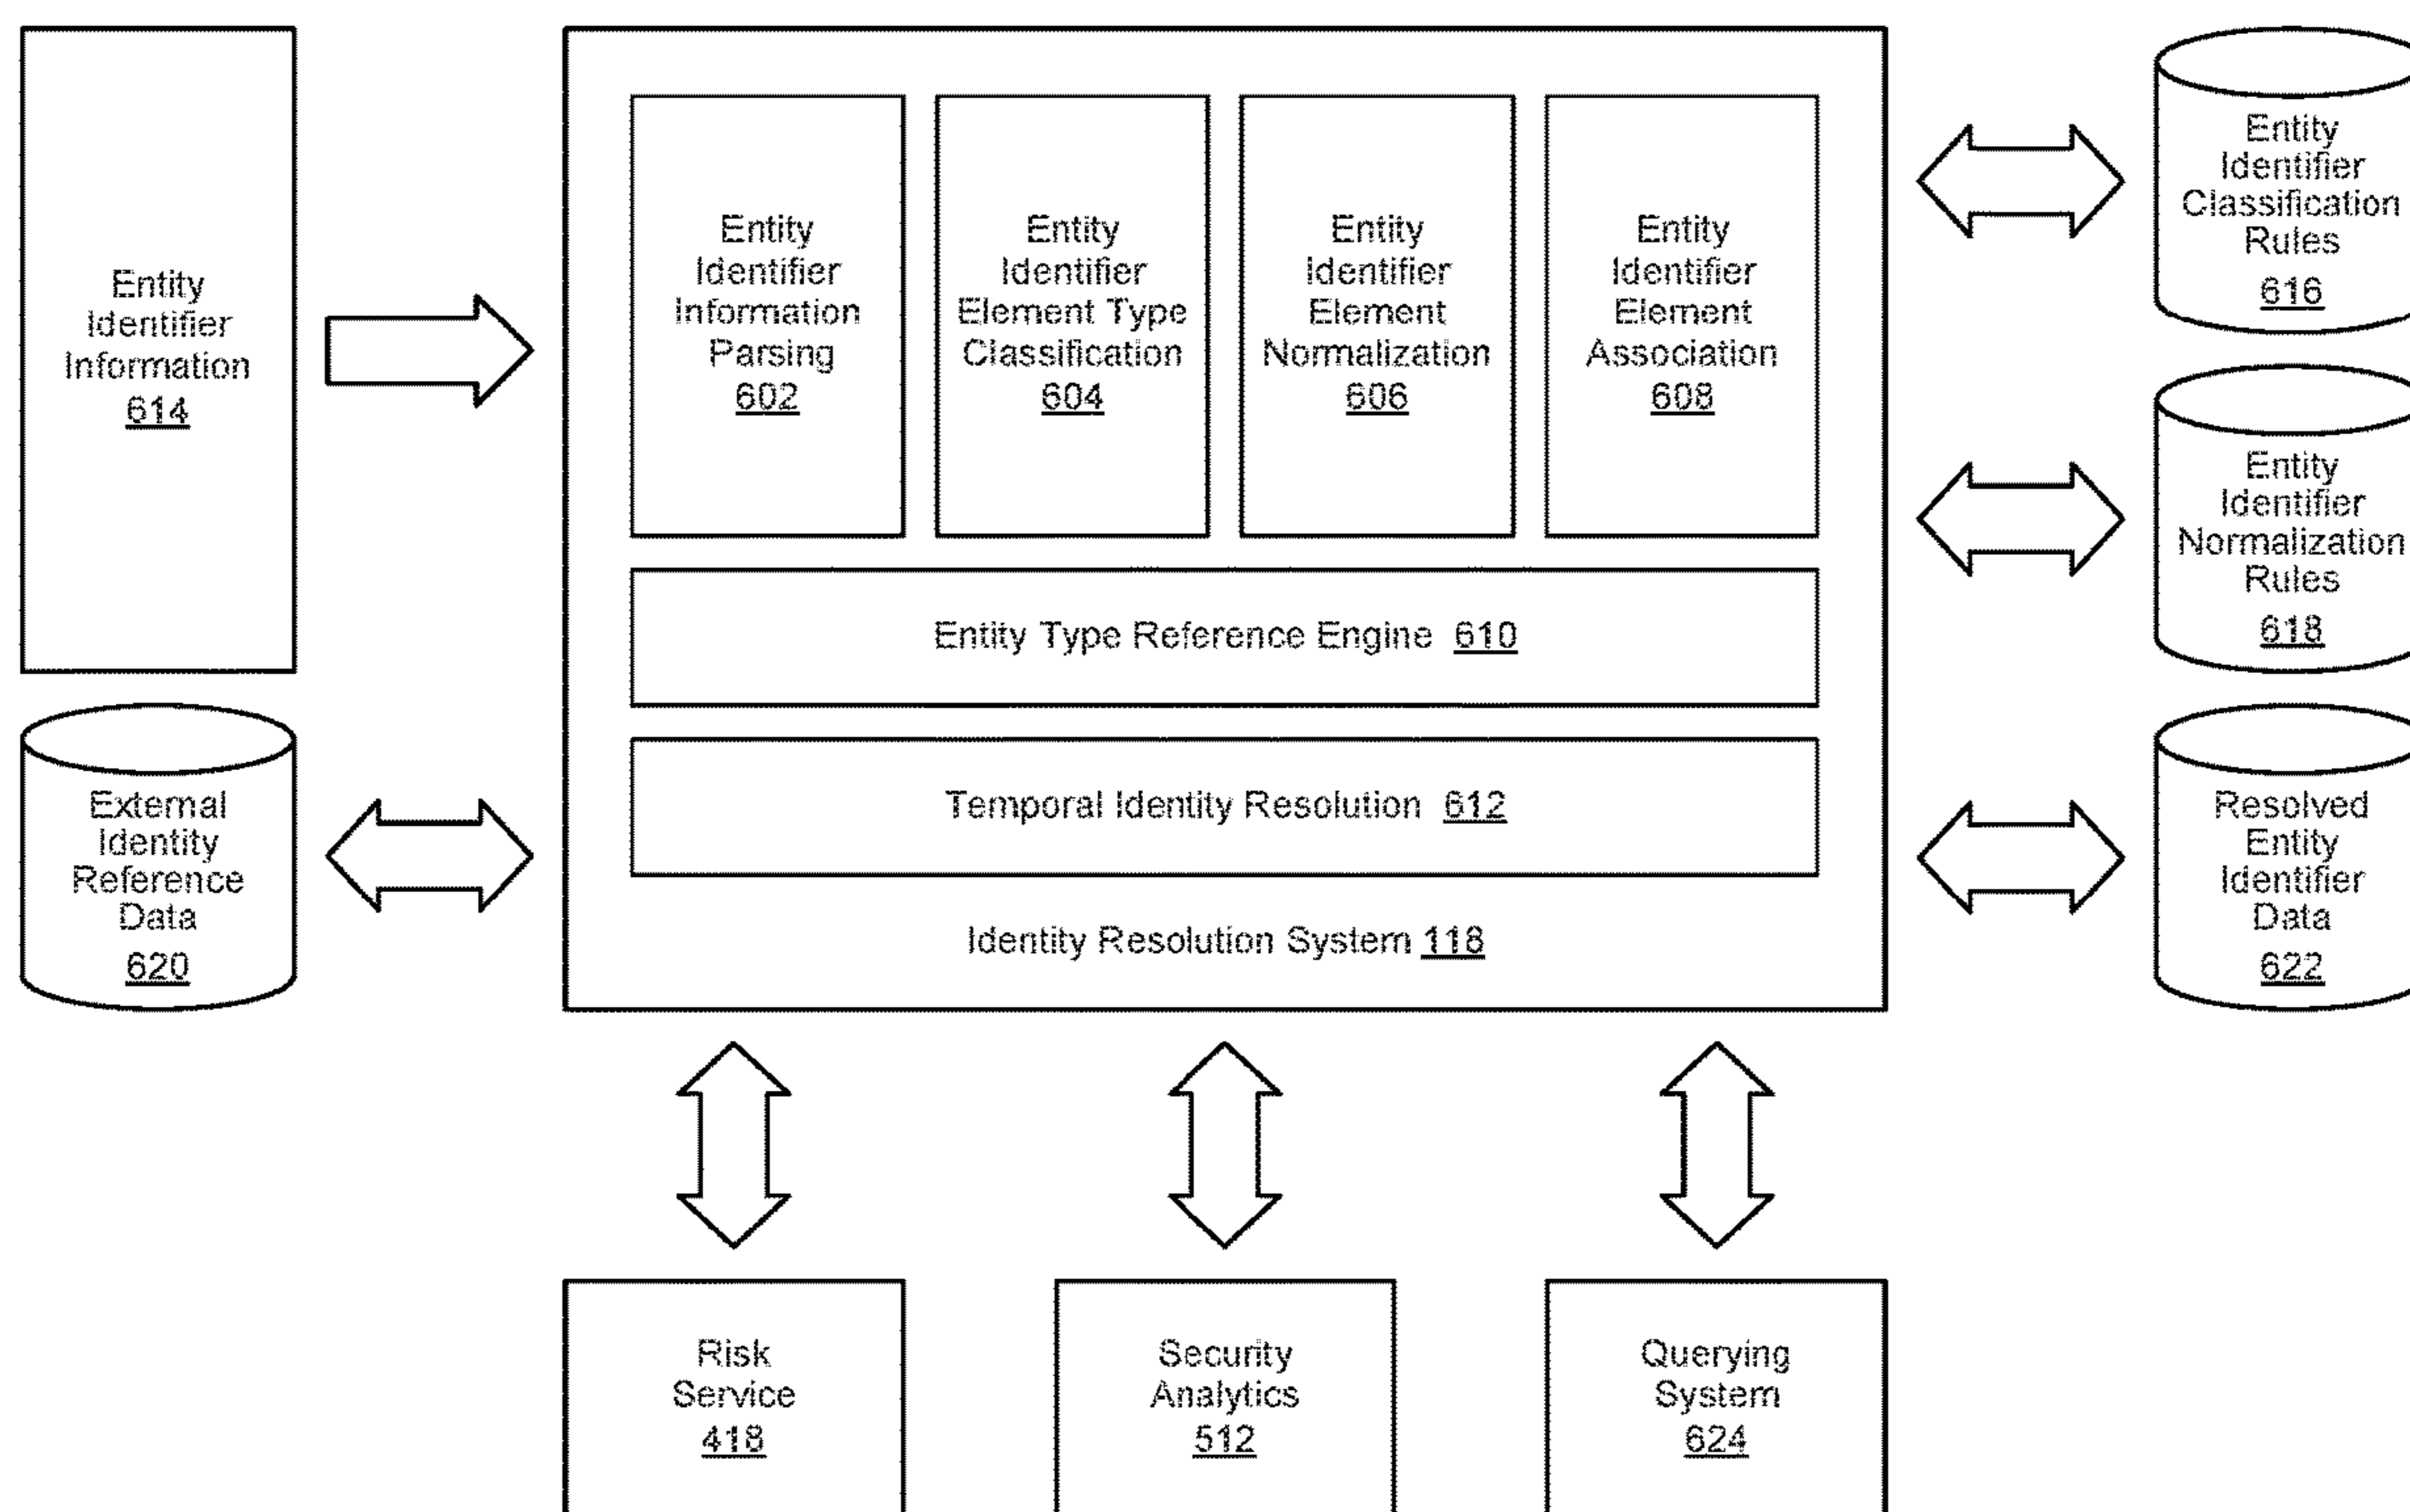 Entity
Identifier
Information
614
External
Identity
Reference
Data
620
Entity
Identifier
Information
Parsing
602
Entity
Identifier
Element Type
Classification
604
Entity
Identifier
Element
Normalization
606
Entity
Identifier
Element
Association
608
Entity Type Reference Engine 610
Temporal Identity Resolution 612
Identity Resolution System 118
Entity
Identifier
Classification
Rules
616
Entity
Identifier
Normalization
Rules
618
Resolved
Entity
Identifier
Data
622
Risk
Service
418
Security
Analytics
512
Querying
System
624